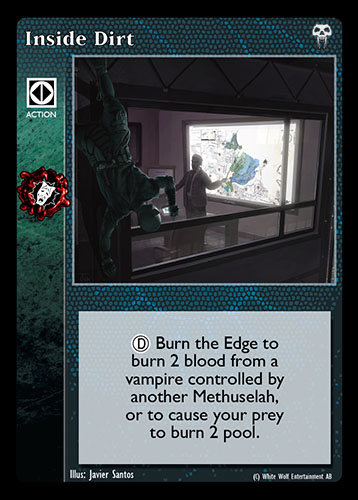 Inside Dirt
ACTION
D Burn the Edge to
burn 2 blood from a
vampire controlled by
another Methuselah,
or to cause your prey
to burn 2 pool.
Illus: Javier Santos
(C) White Wolf Entertainment AB